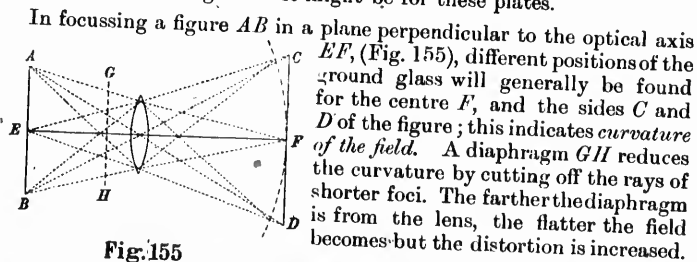 might be for these plates.
In focussing a figure AB in a plane perpendicular to the optical axis
EF, (Fig. 155), different positions of the
ground glass will generally be found
for the centre F, and the sides C and
D of the figure; this indicates curvature
of the field. A diaphragm GH reduces
the curvature by cutting off the rays of
shorter foci. The farther the diaphragm
is from the lens, the flatter the field
becomes but the distortion is increased.
A
G
C
E
F
B
H
D
Fig. 155